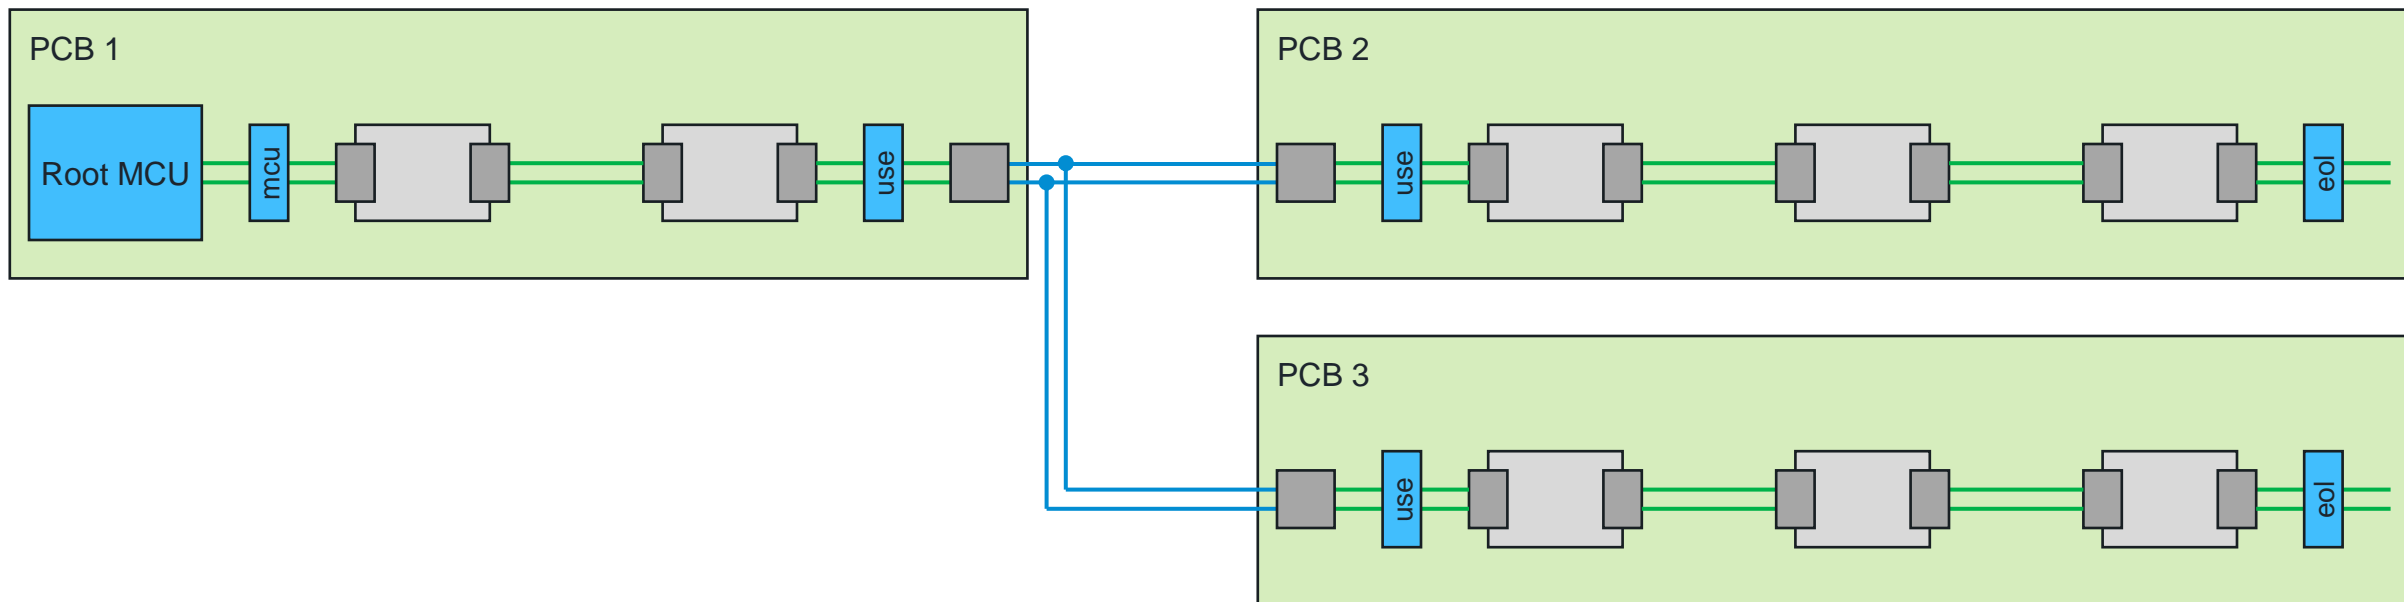 PCB 1
Root MCU
mcu
use
PCB 2
use
eol
PCB 3
use
eol